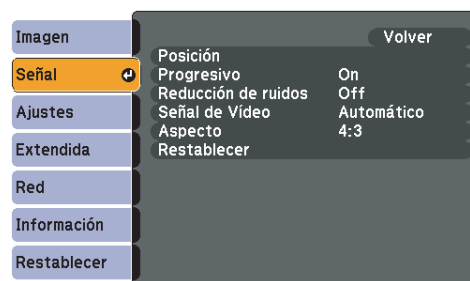 Imagen
Señal
Ajustes
Extendida
Red
Información
Restablecer
Volver
Posición
Progresivo On
Reducción de ruidos Off
Señal de Vídeo Automático
Aspecto 4:3
Restablecer